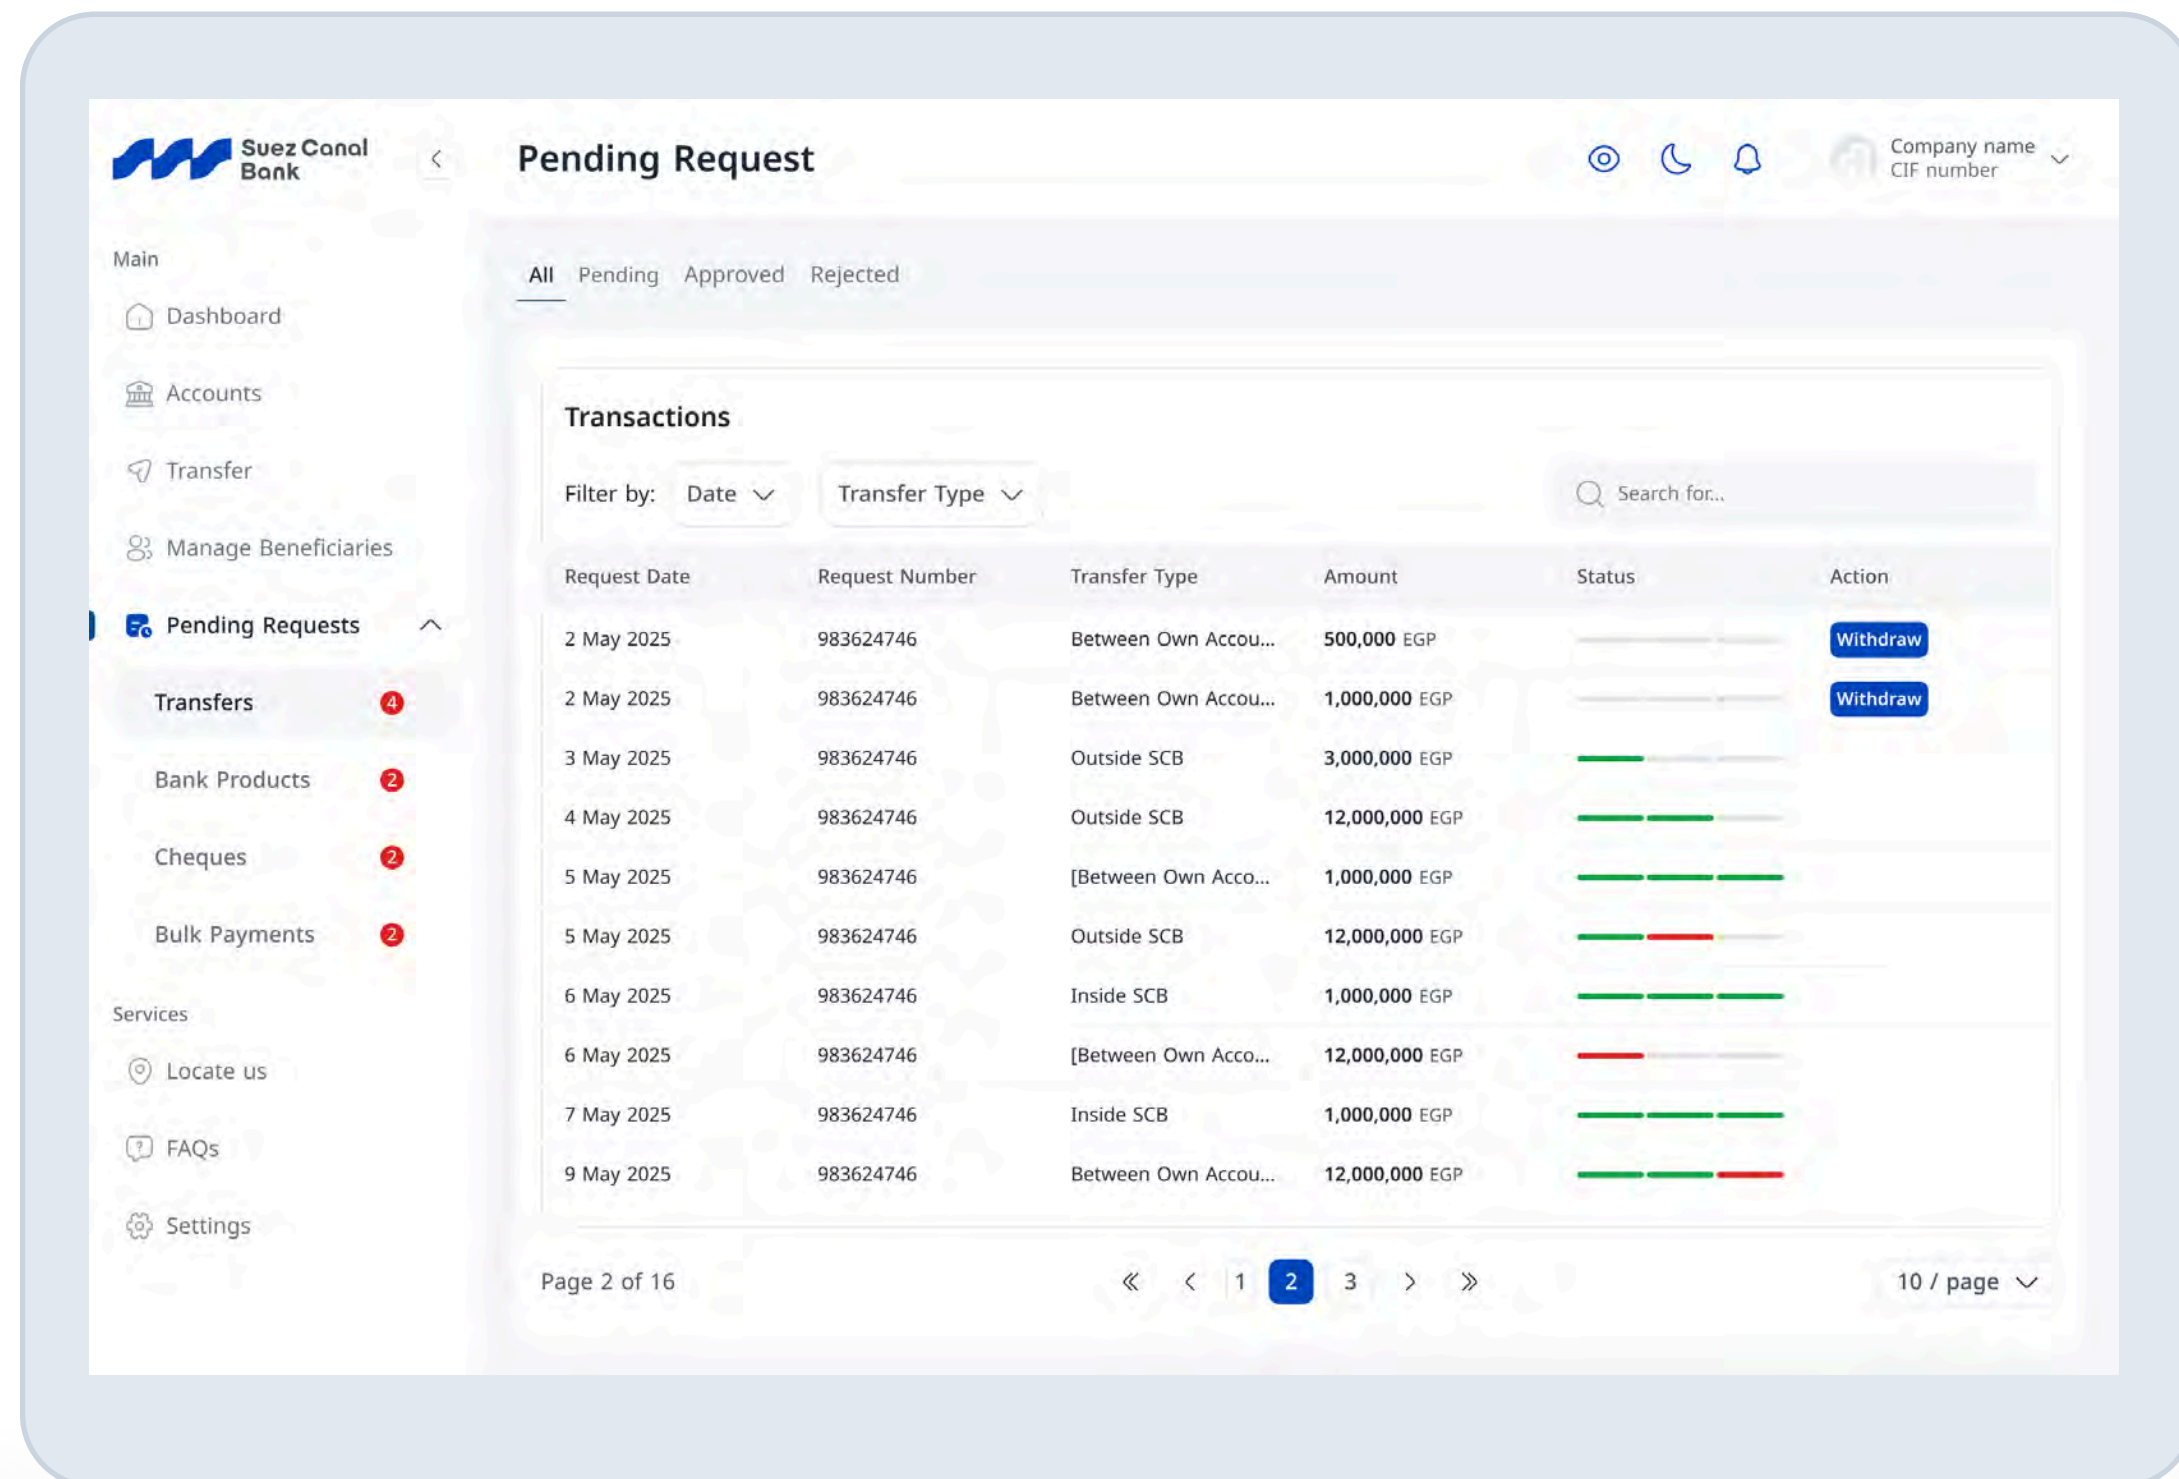 Suez Canal
Bank
Pending Request
Company name
CIF number
Main
Dashboard
Accounts
Transfer
Manage Beneficiaries
Pending Requests
Transfers 4
Bank Products 2
Cheques 2
Bulk Payments 2
Services
Locate us
FAQs
Settings
All Pending Approved Rejected
Transactions
Filter by: Date Transfer Type Search for...
Request Date Request Number Transfer Type Amount Status Action
2 May 2025 983624746 Between Own Accou... 500,000 EGP Withdraw
2 May 2025 983624746 Between Own Accou... 1,000,000 EGP Withdraw
3 May 2025 983624746 Outside SCB 3,000,000 EGP
4 May 2025 983624746 Outside SCB 12,000,000 EGP
5 May 2025 983624746 [Between Own Acco... 1,000,000 EGP
5 May 2025 983624746 Outside SCB 12,000,000 EGP
6 May 2025 983624746 Inside SCB 1,000,000 EGP
6 May 2025 983624746 [Between Own Acco... 12,000,000 EGP
7 May 2025 983624746 Inside SCB 1,000,000 EGP
9 May 2025 983624746 Between Own Accou... 12,000,000 EGP
Page 2 of 16 « < 1 2 3 > » 10 / page